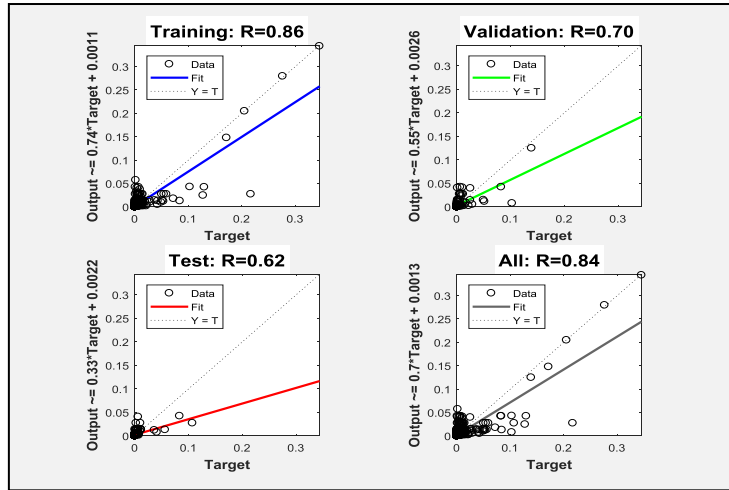 Training: R=0.86
Output ~= 0.74*Target + 0.0011
0.3
0.25
0.2
0.15
0.1
0.05
0
Data
Fit
Y = T
0
0.1
0.2
0.3
Target
Validation: R=0.70
Output ~= 0.55*Target + 0.0026
0.3
0.25
0.2
0.15
0.1
0.05
0
Data
Fit
Y = T
0
0.1
0.2
0.3
Target
Test: R=0.62
Output ~= 0.33*Target + 0.0022
0.3
0.25
0.2
0.15
0.1
0.05
0
Data
Fit
Y = T
0
0.1
0.2
0.3
Target
All: R=0.84
Output ~= 0.7*Target + 0.0013
0.3
0.25
0.2
0.15
0.1
0.05
0
Data
Fit
Y = T
0
0.1
0.2
0.3
Target